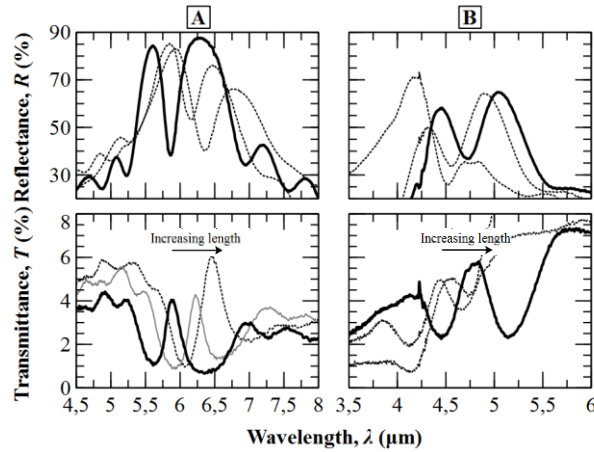 A B
Transmittance, T (%) Reflectance, R (%)
90
70
50
30
8
6
4
2
0
Increasing length
Increasing length
4,5 5 5,5 6 6,5 7 7,5 8 3,5 4 4,5 5 5,5 6
Wavelength, λ (μm)